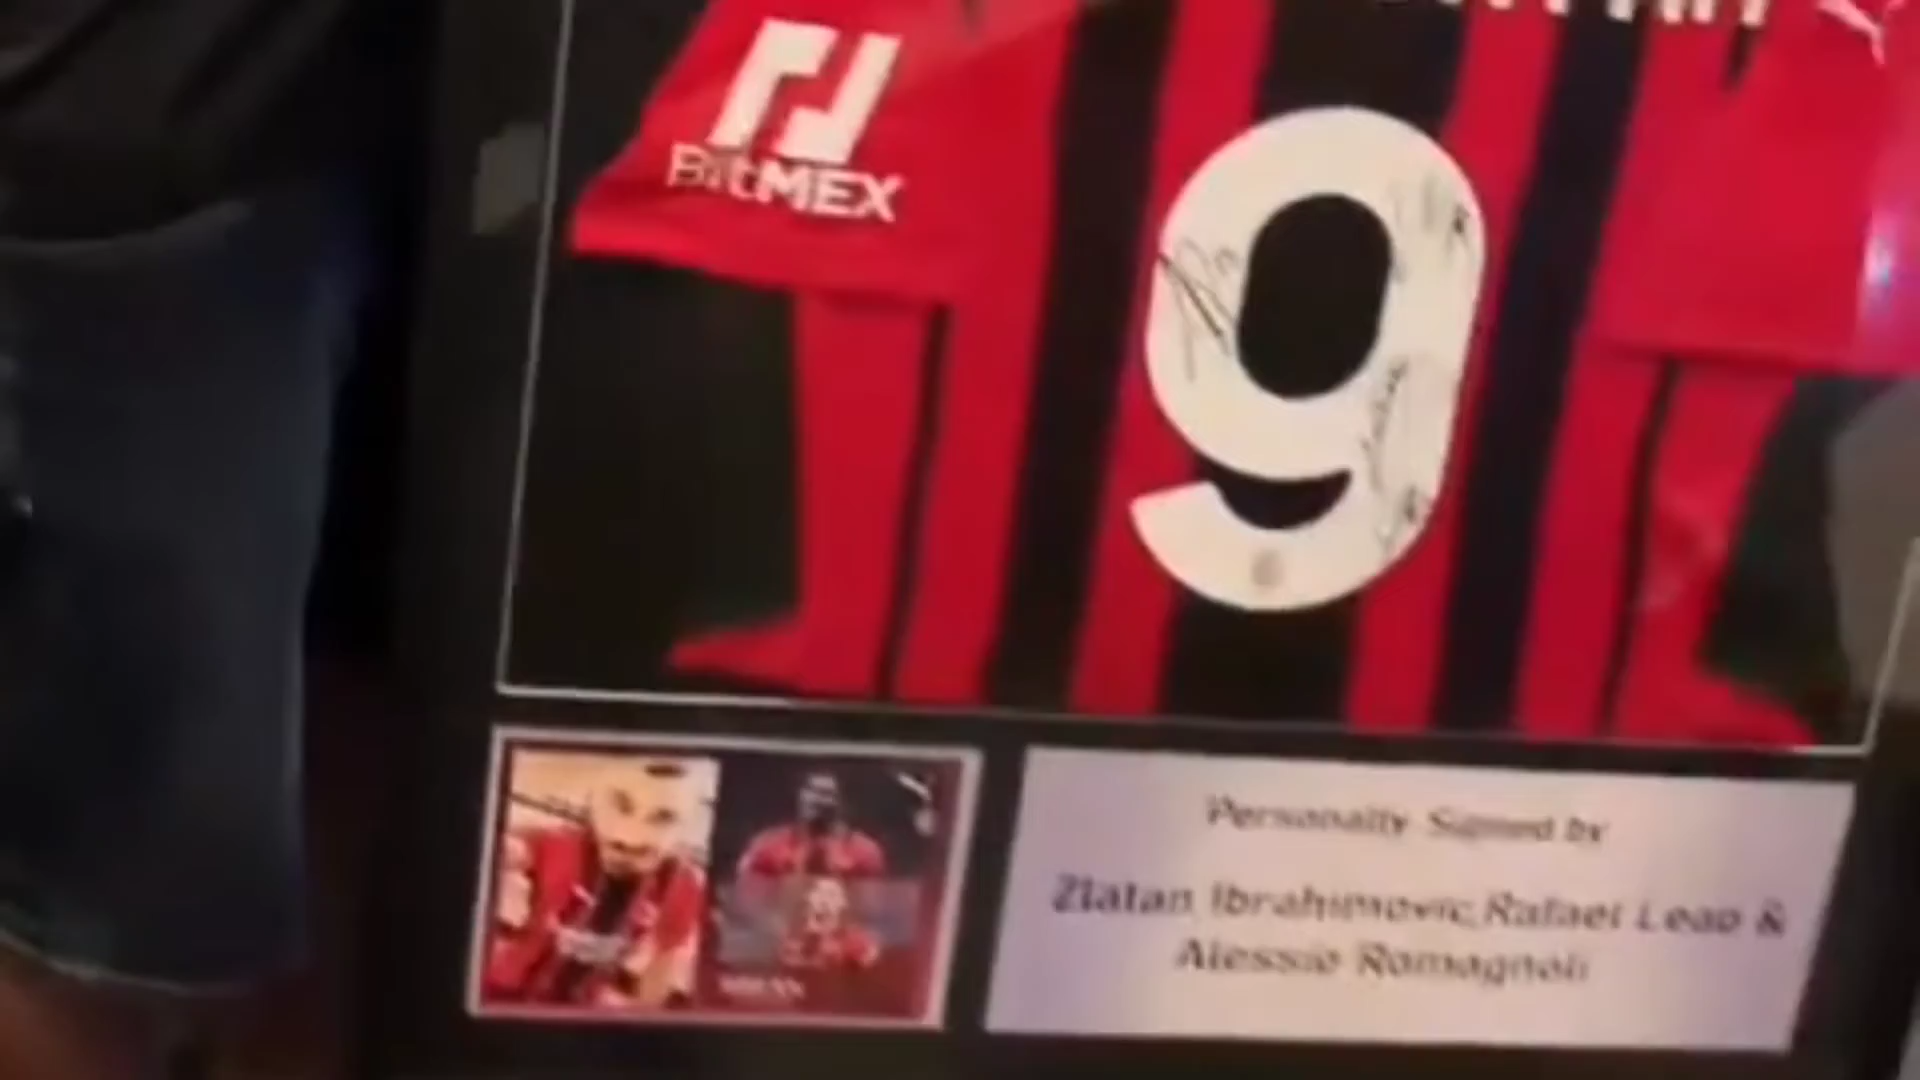 BitMEX
9
Personally Signed by
Zlatan Ibrahimovic, Rafael Leao &
Alessio Romagnoli